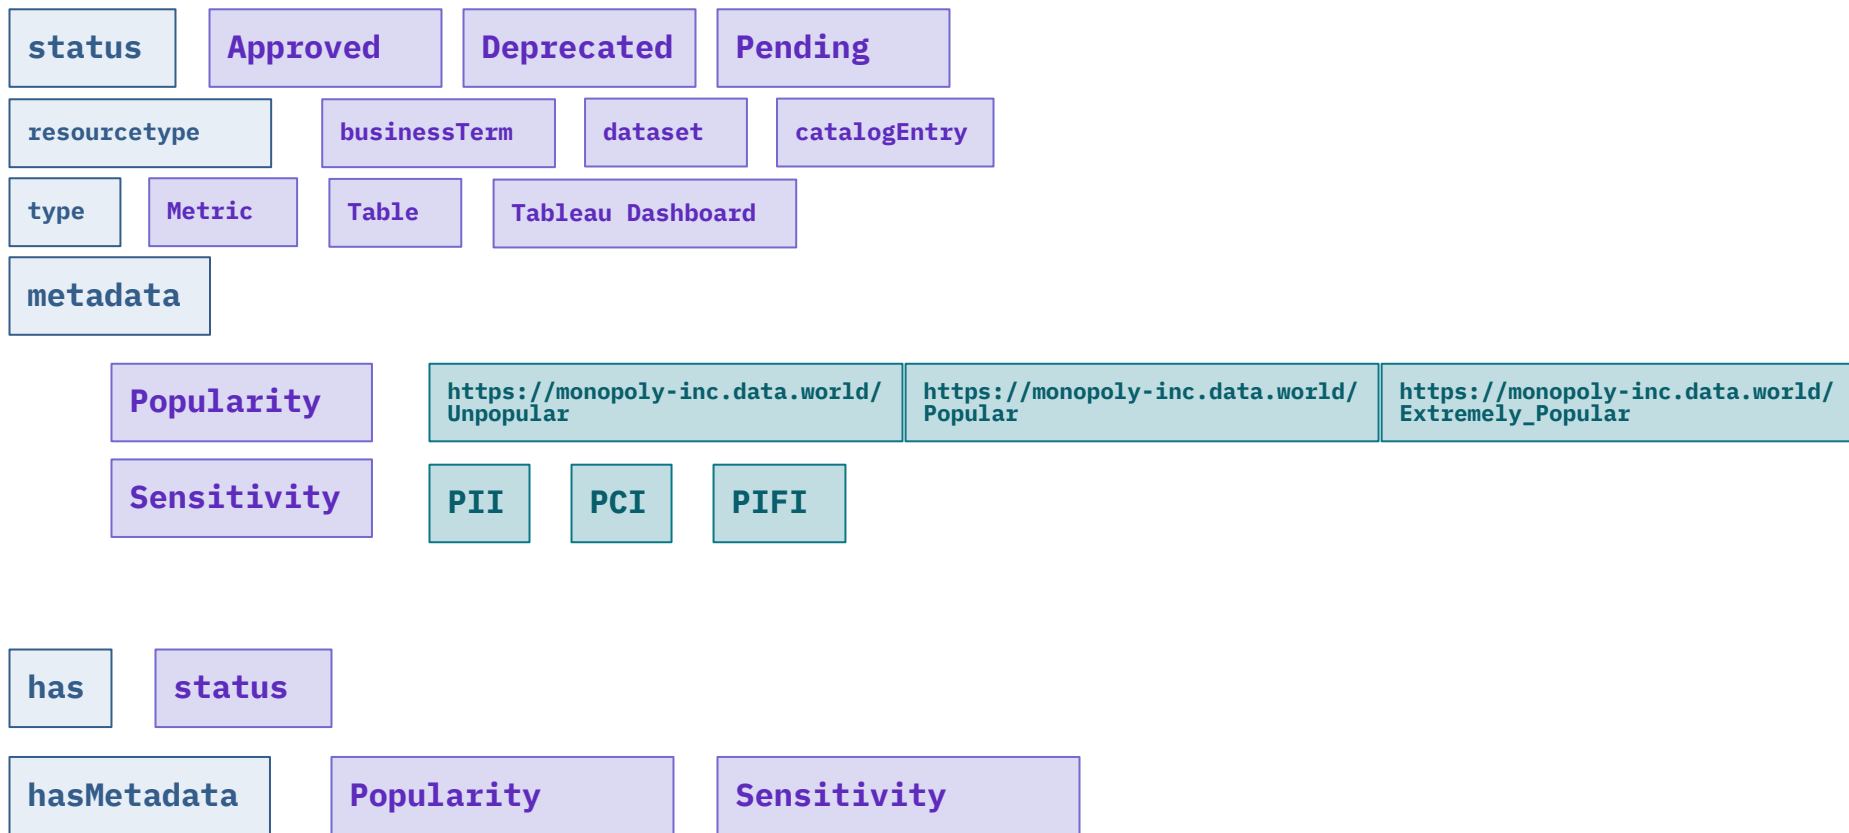 status Approved Deprecated Pending
resourcetype businessTerm dataset catalogEntry
type Metric Table Tableau Dashboard
metadata
Popularity
https://monopoly-inc.data.world/
Unpopular
https://monopoly-inc.data.world/
Popular
https://monopoly-inc.data.world/
Extremely_Popular
Sensitivity PII PCI PIFI
has status
hasMetadata Popularity Sensitivity